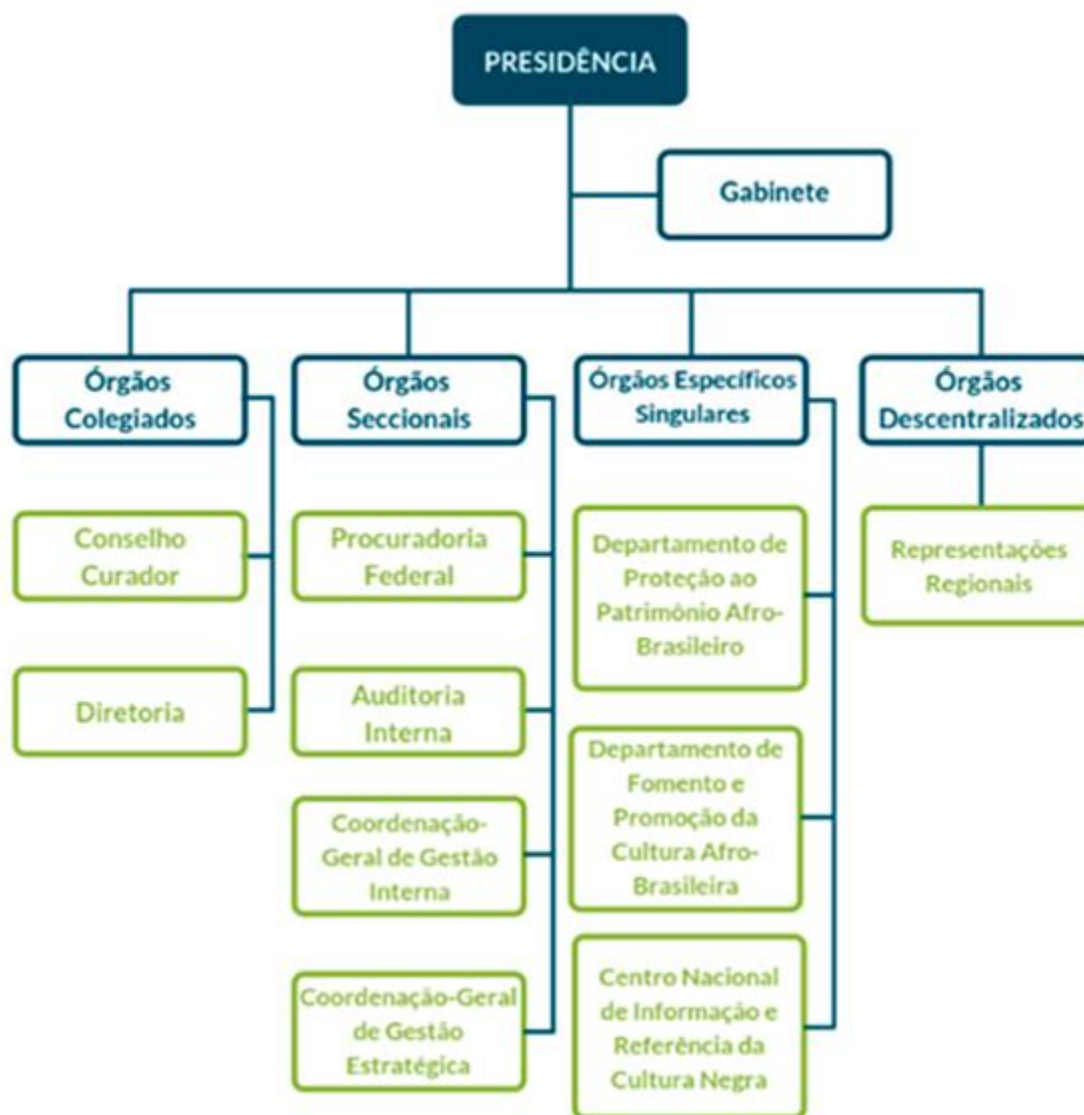 PRESIDÊNCIA
Gabinete
Órgãos
Colegiados
Conselho
Curador
Diretoria
Órgãos
Seccionais
Procuradoria
Federal
Auditoria
Interna
Coordenação-
Geral de Gestão
Interna
Coordenação-Geral
de Gestão
Estratégica
Órgãos Específicos
Singulares
Departamento de
Proteção ao
Patrimônio Afro-
Brasileiro
Departamento de
Fomento e
Promoção da
Cultura Afro-
Brasileira
Centro Nacional
de Informação e
Referência da
Cultura Negra
Órgãos
Descentralizados
Representações
Regionais